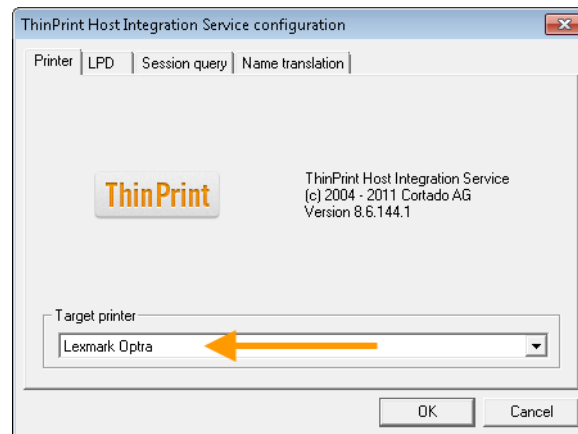 ThinPrint Host Integration Service configuration
Printer LPD Session query Name translation
ThinPrint
ThinPrint Host Integration Service
(c) 2004 - 2011 Cortado AG
Version 8.6.144.1
Target printer
Lexmark Optra
OK Cancel